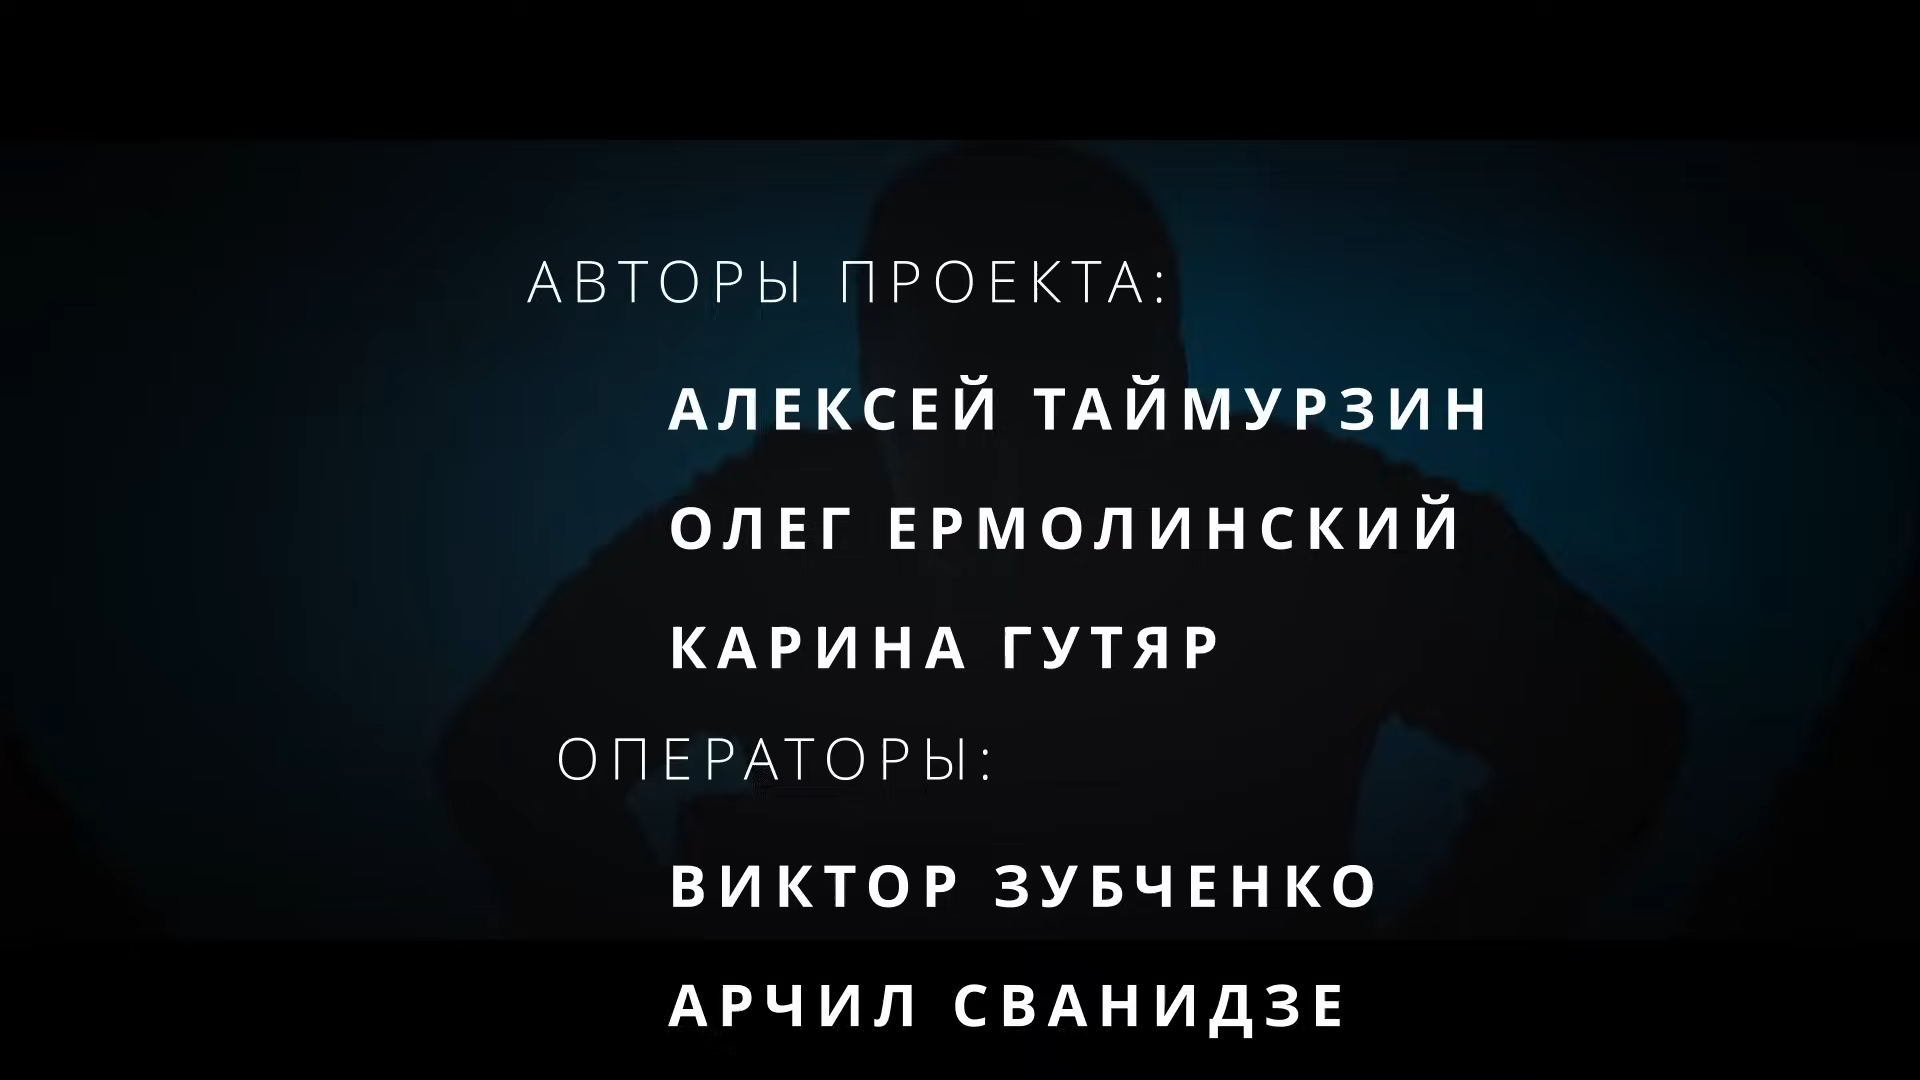 АВТОРЫ ПРОЕКТА:
АЛЕКСЕЙ ТАЙМУРЗИН
ОЛЕГ ЕРМОЛИНСКИЙ
КАРИНА ГУТЯР
ОПЕРАТОРЫ:
ВИКТОР ЗУБЧЕНКО
АРЧИЛ СВАНИДЗЕ